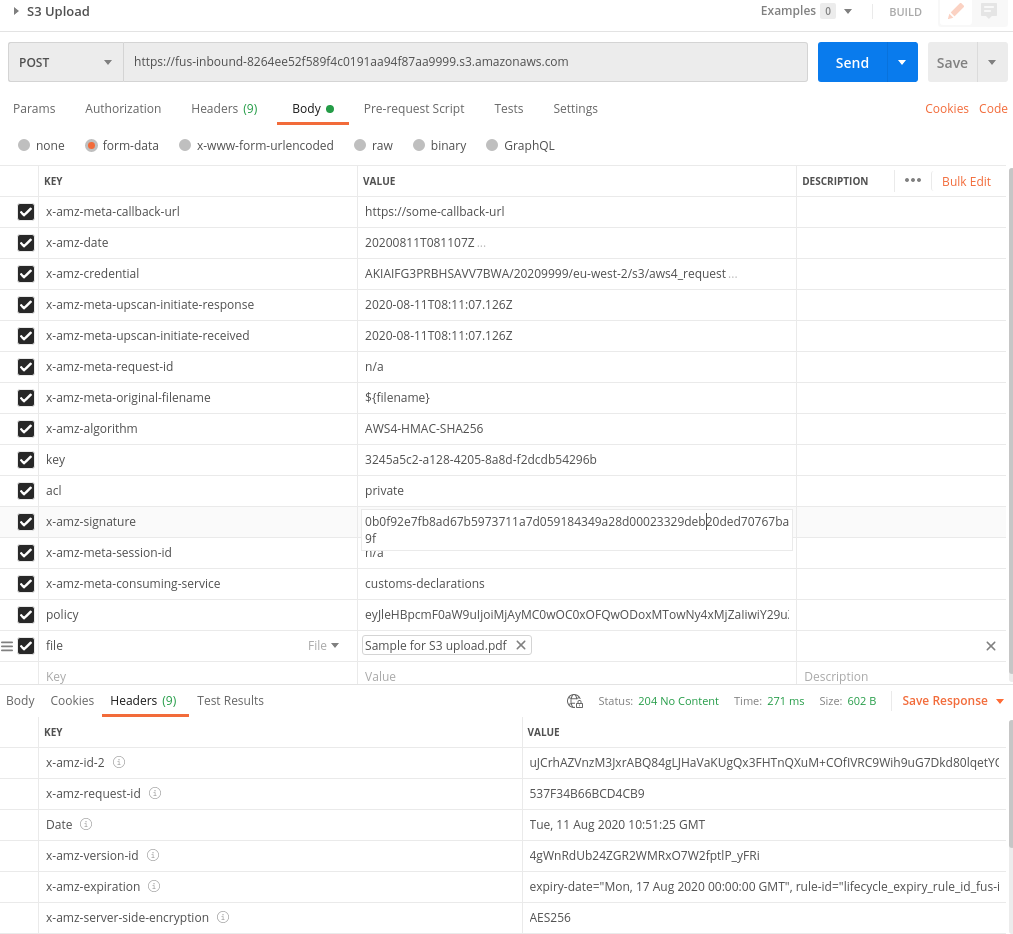 S3 Upload Examples 0 BUILD
POST https://fus-inbound-8264ee52f589f4c0191aa94f87aa9999.s3.amazonaws.com Send Save
Params Authorization Headers (9) Body Pre-request Script Tests Settings Cookies Code
none form-data x-www-form-urlencoded raw binary GraphQL
KEY VALUE DESCRIPTION ••• Bulk Edit
x-amz-meta-callback-url https://some-callback-url
x-amz-date 20200811T081107Z ...
x-amz-credential AKIAIFG3PRBHSAVV7BWA/20209999/eu-west-2/s3/aws4_request ...
x-amz-meta-upscan-initiate-response 2020-08-11T08:11:07.126Z
x-amz-meta-upscan-initiate-received 2020-08-11T08:11:07.126Z
x-amz-meta-request-id n/a
x-amz-meta-original-filename ${filename}
x-amz-algorithm AWS4-HMAC-SHA256
key 3245a5c2-a128-4205-8a8d-f2dcdb54296b
acl private
x-amz-signature 0b0f92e7fb8ad67b5973711a7d059184349a28d00023329deb20ded70767ba
9f
x-amz-meta-session-id n/a
x-amz-meta-consuming-service customs-declarations
policy eyJleHBpcmF0aW9uIjoiMjAyMC0wOC0xOFQwODoxMTowNy4xMjZaIiwiY29u
file File Sample for S3 upload.pdf
Key Value Description
Body Cookies Headers (9) Test Results Status: 204 No Content Time: 271 ms Size: 602 B Save Response
KEY VALUE
x-amz-id-2 uJCrhAZVnzM3JxrABQ84gLJHaVaKUgQx3FHTnQXuM+COfIVRC9Wih9uG7Dkd80lqetY
x-amz-request-id 537F34B66BCD4CB9
Date Tue, 11 Aug 2020 10:51:25 GMT
x-amz-version-id 4gWnRdUb24ZGR2WMRxO7W2fptlP_yFRi
x-amz-expiration expiry-date="Mon, 17 Aug 2020 00:00:00 GMT", rule-id="lifecycle_expiry_rule_id_fus-i
x-amz-server-side-encryption AES256